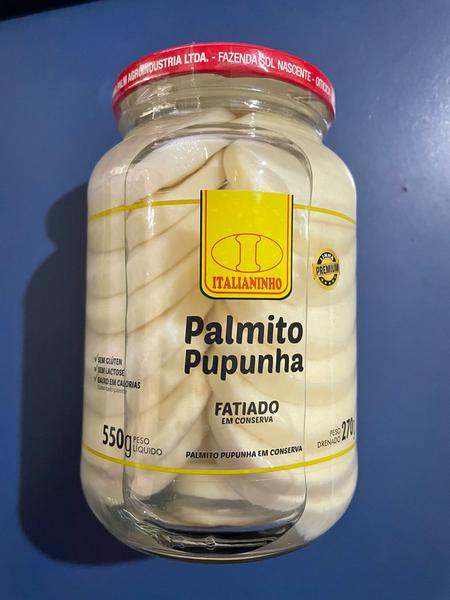 AGROINDUSTRIA LTDA. - FAZENDA SOL NASCENTE -
ITALIANINHO
LINHA
PREMIUM
Palmito
Pupunha
SEM GLÚTEN
SEM LACTOSE
BAIXO EM CALORIAS
FATIADO
EM CONSERVA
550g PESO
LÍQUIDO
PESO
DRENADO 270g
PALMITO PUPUNHA EM CONSERVA